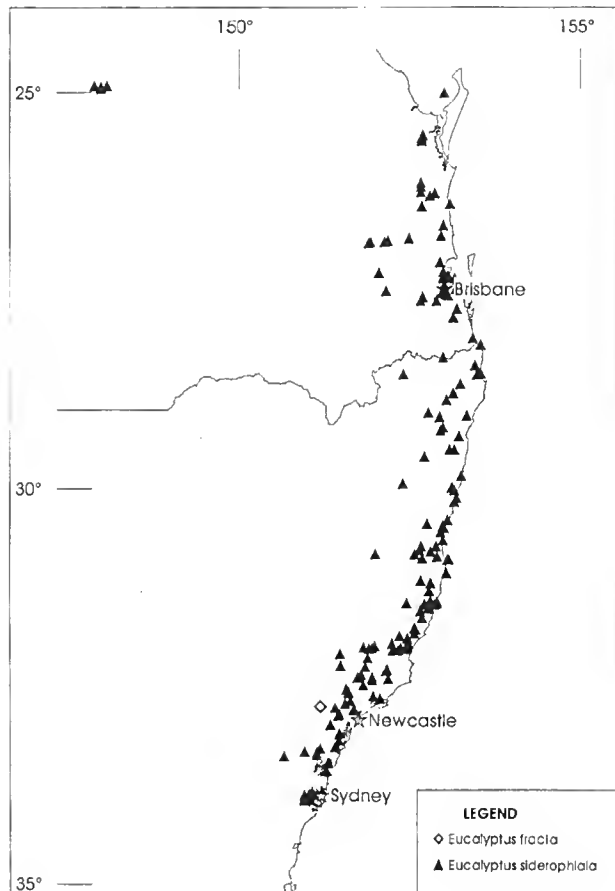 150° 155°
25°
Brisbane
30°
Newcastle
Sydney
LEGEND
Eucalyptus fracta
Eucalyptus siderophloia
35°